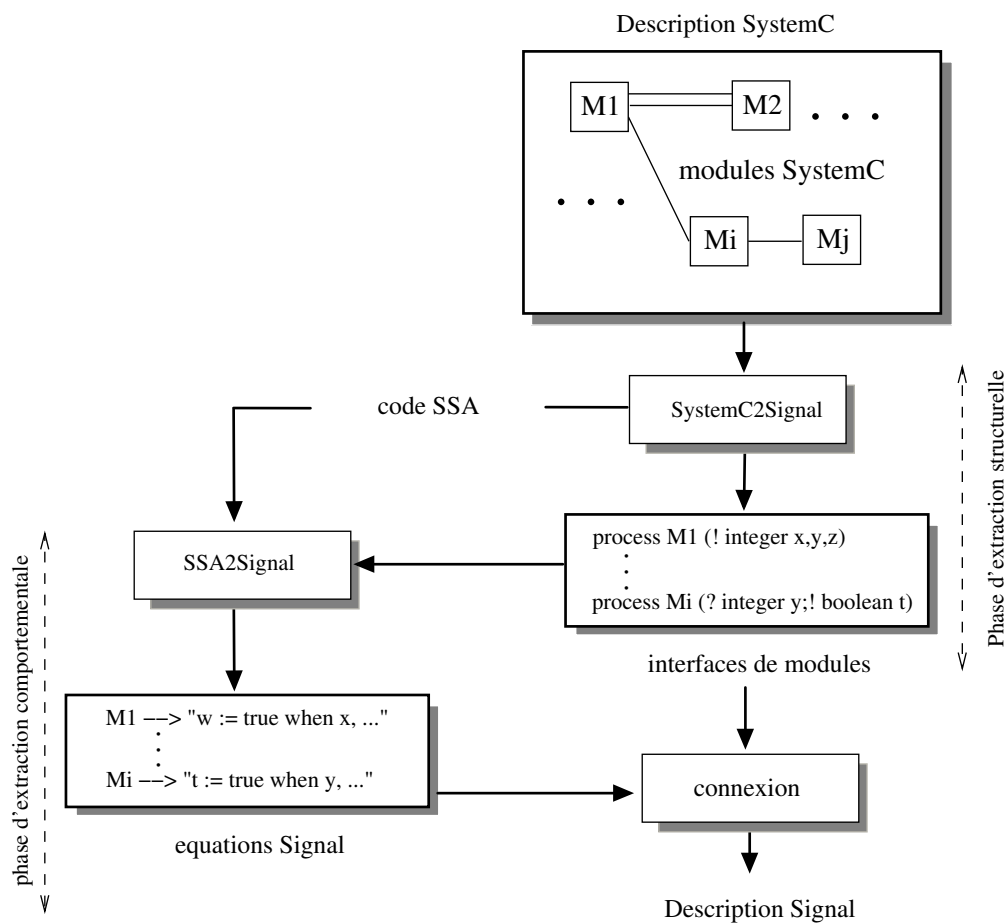 Description SystemC
M1
M2
. . .
modules SystemC
. . .
Mi
Mj
code SSA
SystemC2Signal
Phase d'extraction structurelle
SSA2Signal
process M1 (! integer x,y,z)
.
.
.
process Mi (? integer y;! boolean t)
interfaces de modules
phase d'extraction comportementale
M1 −−> "w := true when x, ..."
.
.
.
Mi −−> "t := true when y, ..."
equations Signal
connexion
Description Signal